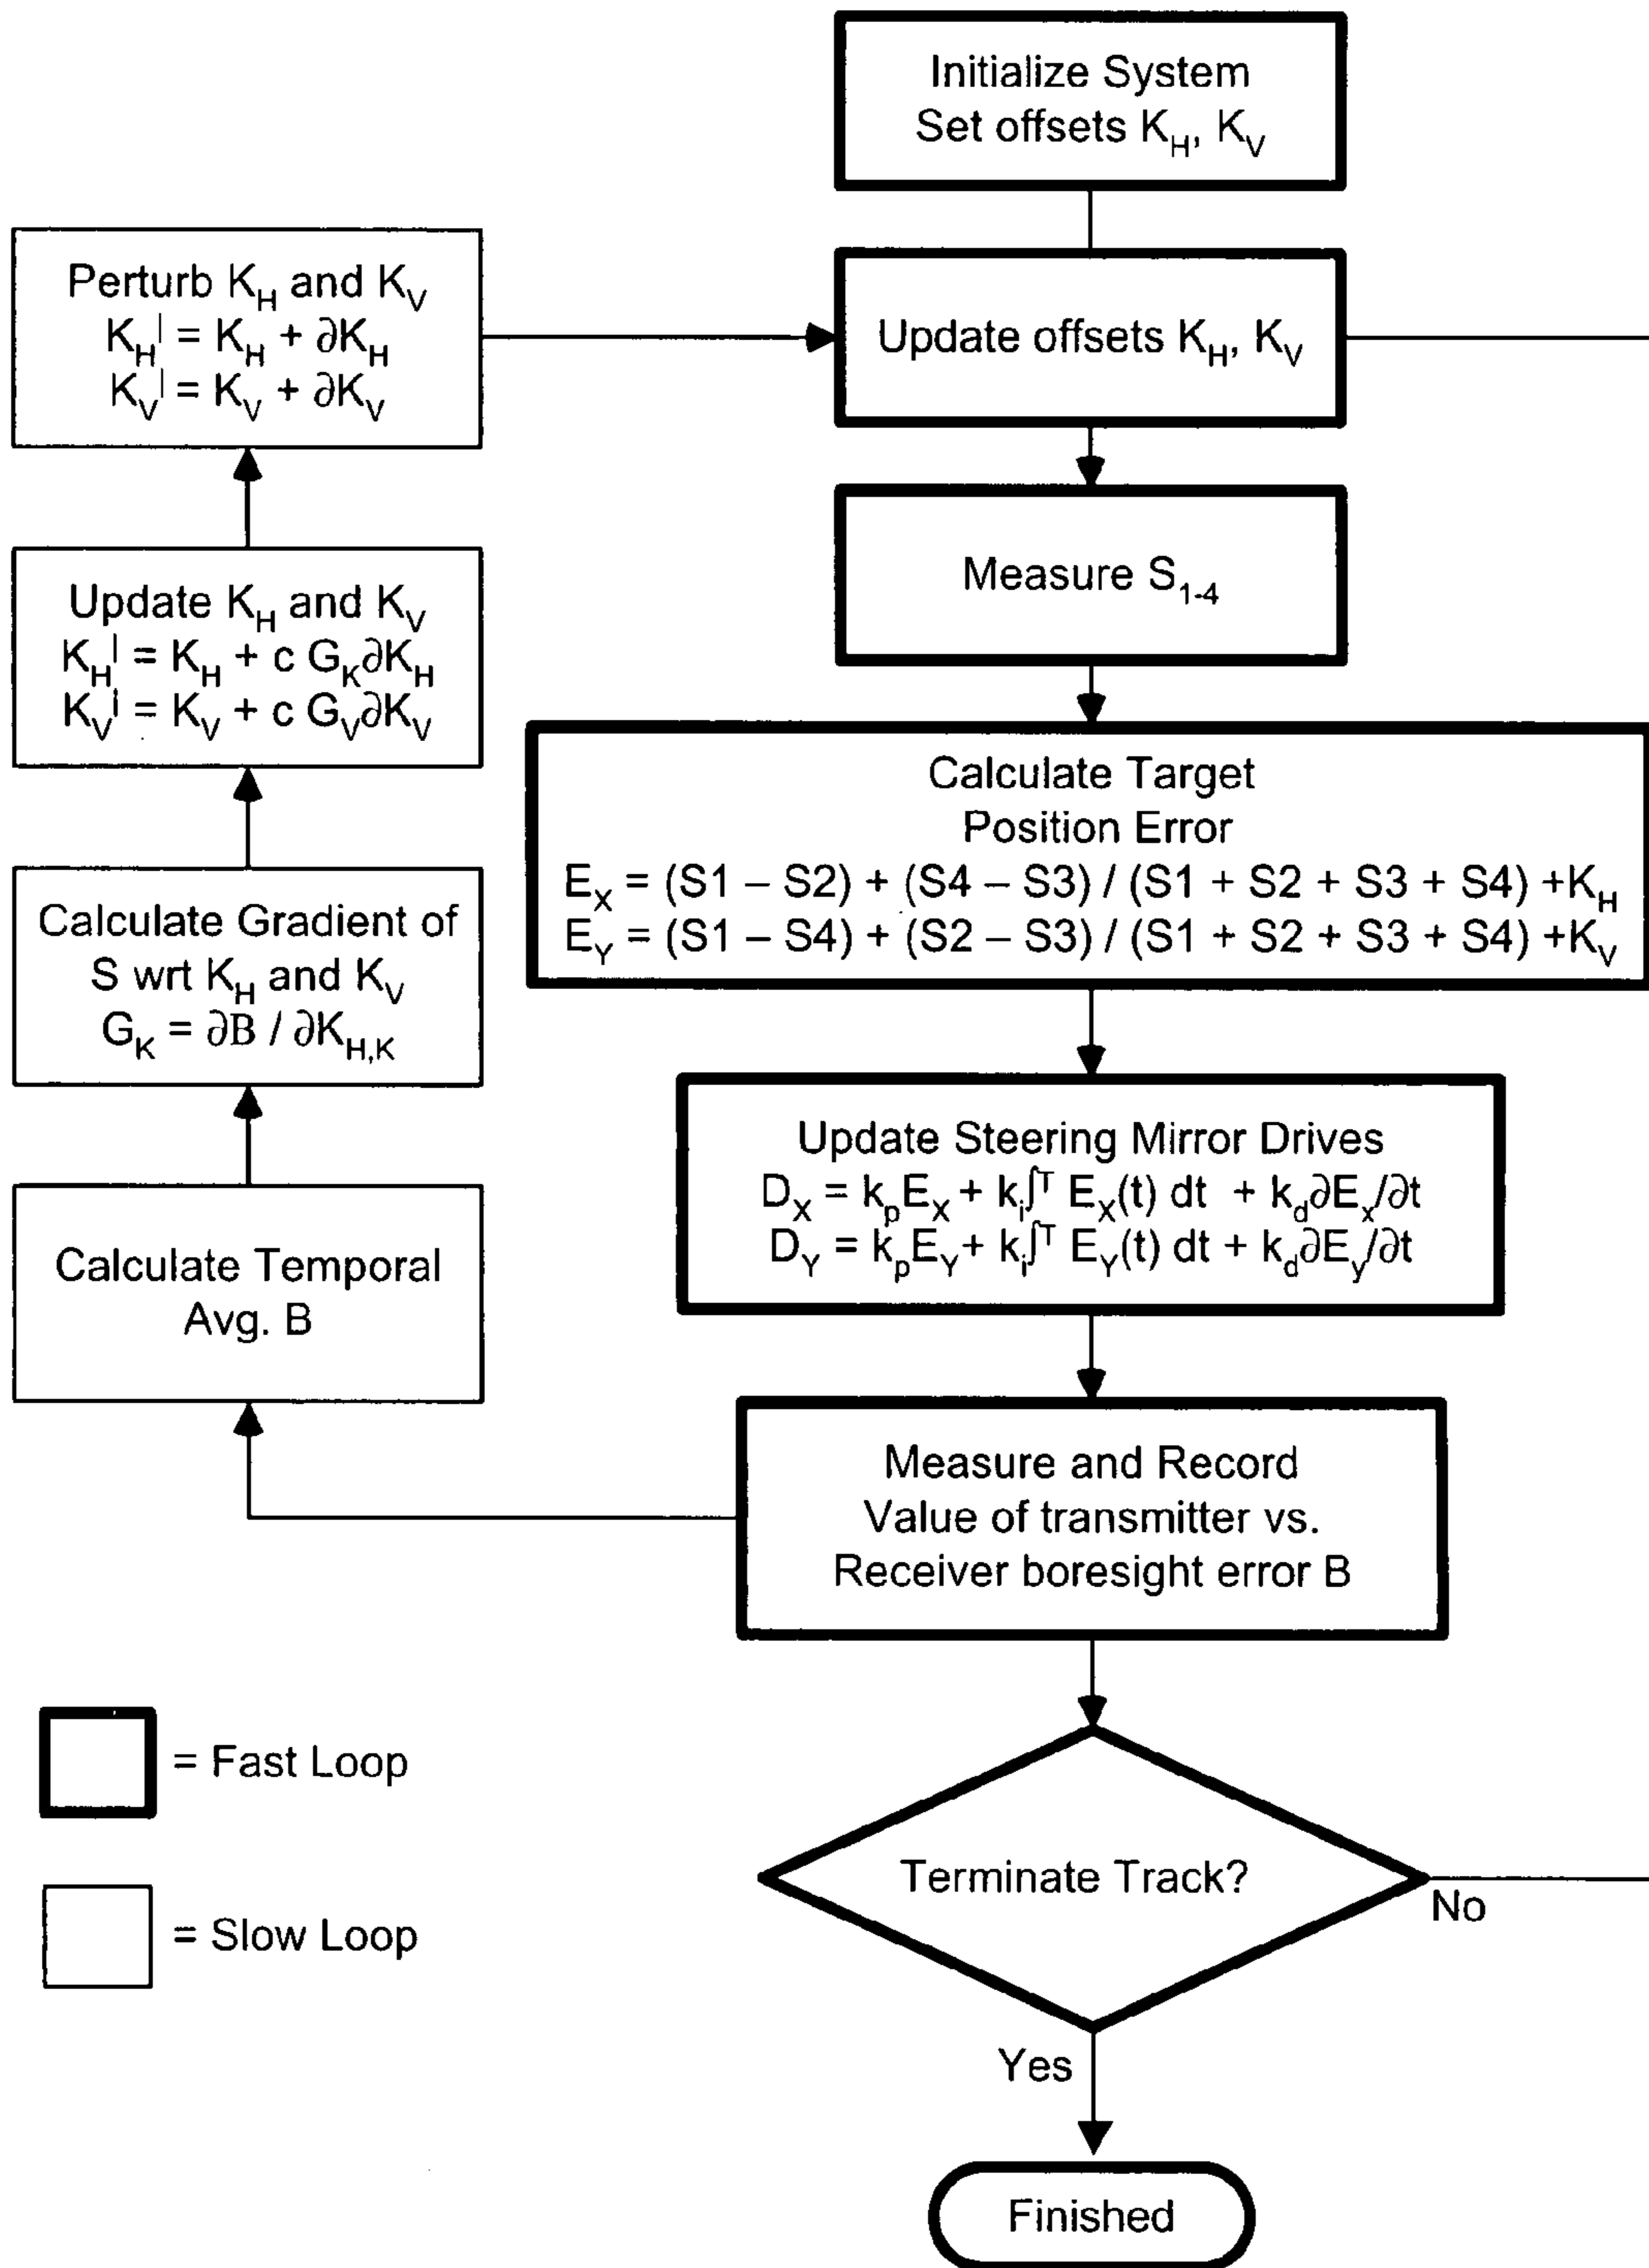 Initialize System
Set offsets K_H, K_V
Perturb K_H and K_V
K_H^| = K_H + ∂K_H
K_V^| = K_V + ∂K_V
Update offsets K_H, K_V
Measure S_1-4
Update K_H and K_V
K_H^| = K_H + c G_K∂K_H
K_V^| = K_V + c G_V∂K_V
Calculate Target
Position Error
E_X = (S1 – S2) + (S4 – S3) / (S1 + S2 + S3 + S4) +K_H
E_Y = (S1 – S4) + (S2 – S3) / (S1 + S2 + S3 + S4) +K_V
Calculate Gradient of
S wrt K_H and K_V
G_K = ∂B / ∂K_H,K
Update Steering Mirror Drives
D_X = k_pE_X + k_i∫^T E_X(t) dt + k_d∂E_x/∂t
D_Y = k_pE_Y + k_i∫^T E_Y(t) dt + k_d∂E_y/∂t
Calculate Temporal
Avg. B
Measure and Record
Value of transmitter vs.
Receiver boresight error B
= Fast Loop
Terminate Track?
No
= Slow Loop
Yes
Finished